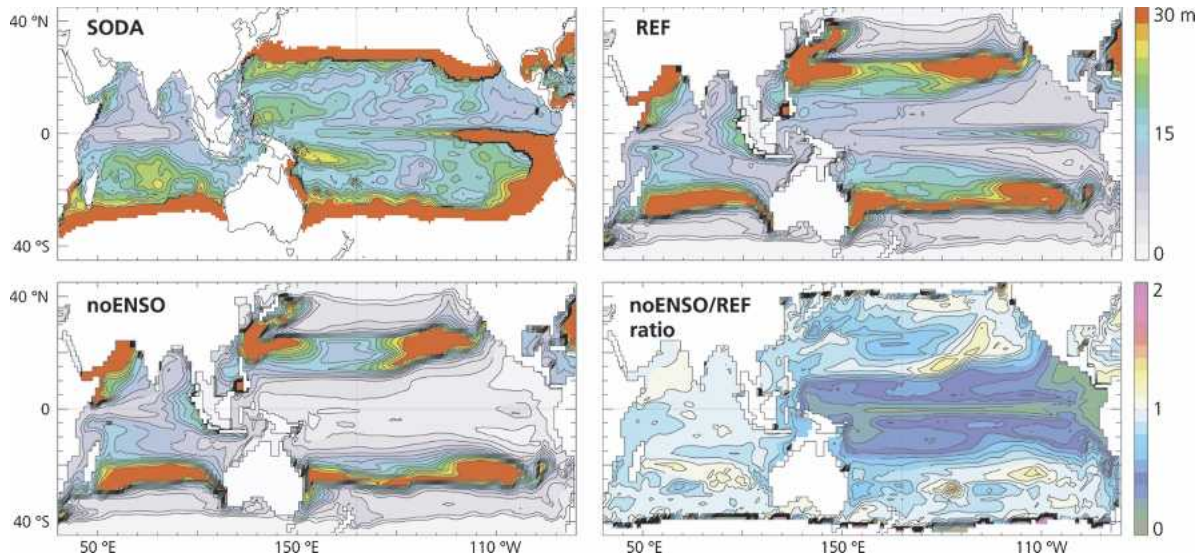 40 °N
SODA
REF
30 m
0
15
40 °S
0
40 °N
noENSO
noENSO/REF
ratio
2
0
1
40 °S
0
50 °E
150 °E
110 °W
50 °E
150 °E
110 °W